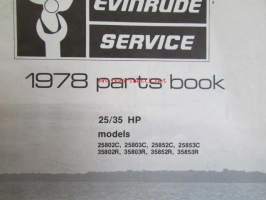 EVINRUDE
SERVICE
1978 parts book
25/35 HP
models
25802C, 25803C, 25852C, 25853C
35802R, 35803R, 35852R, 35853R